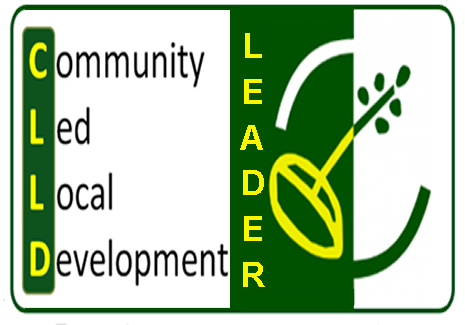 Community
Led
Local
Development
LEADER